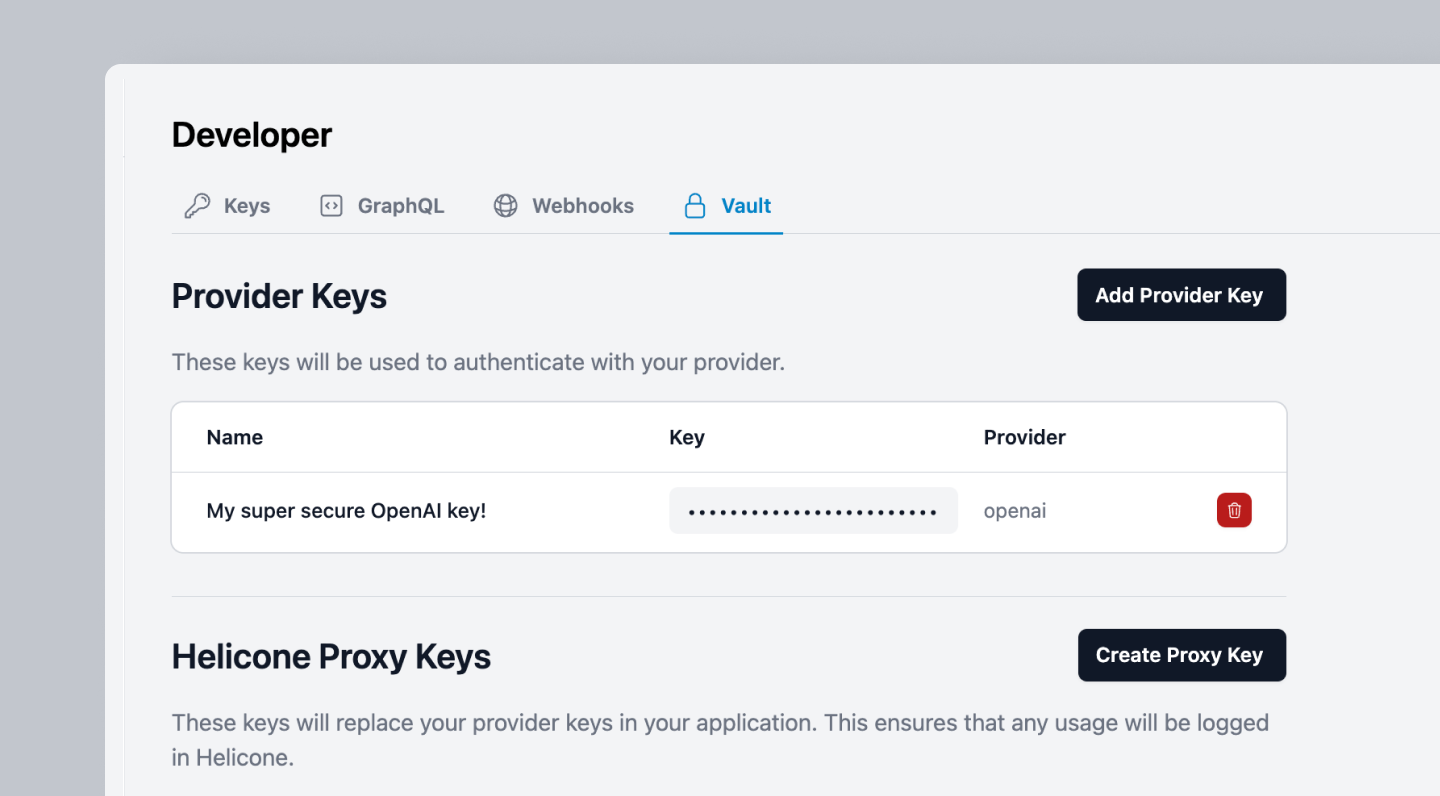 Developer
Keys GraphQL Webhooks Vault
Provider Keys Add Provider Key
These keys will be used to authenticate with your provider.
Name Key Provider
My super secure OpenAI key! •••••••••••••••••••••••• openai
Helicone Proxy Keys Create Proxy Key
These keys will replace your provider keys in your application. This ensures that any usage will be logged
in Helicone.